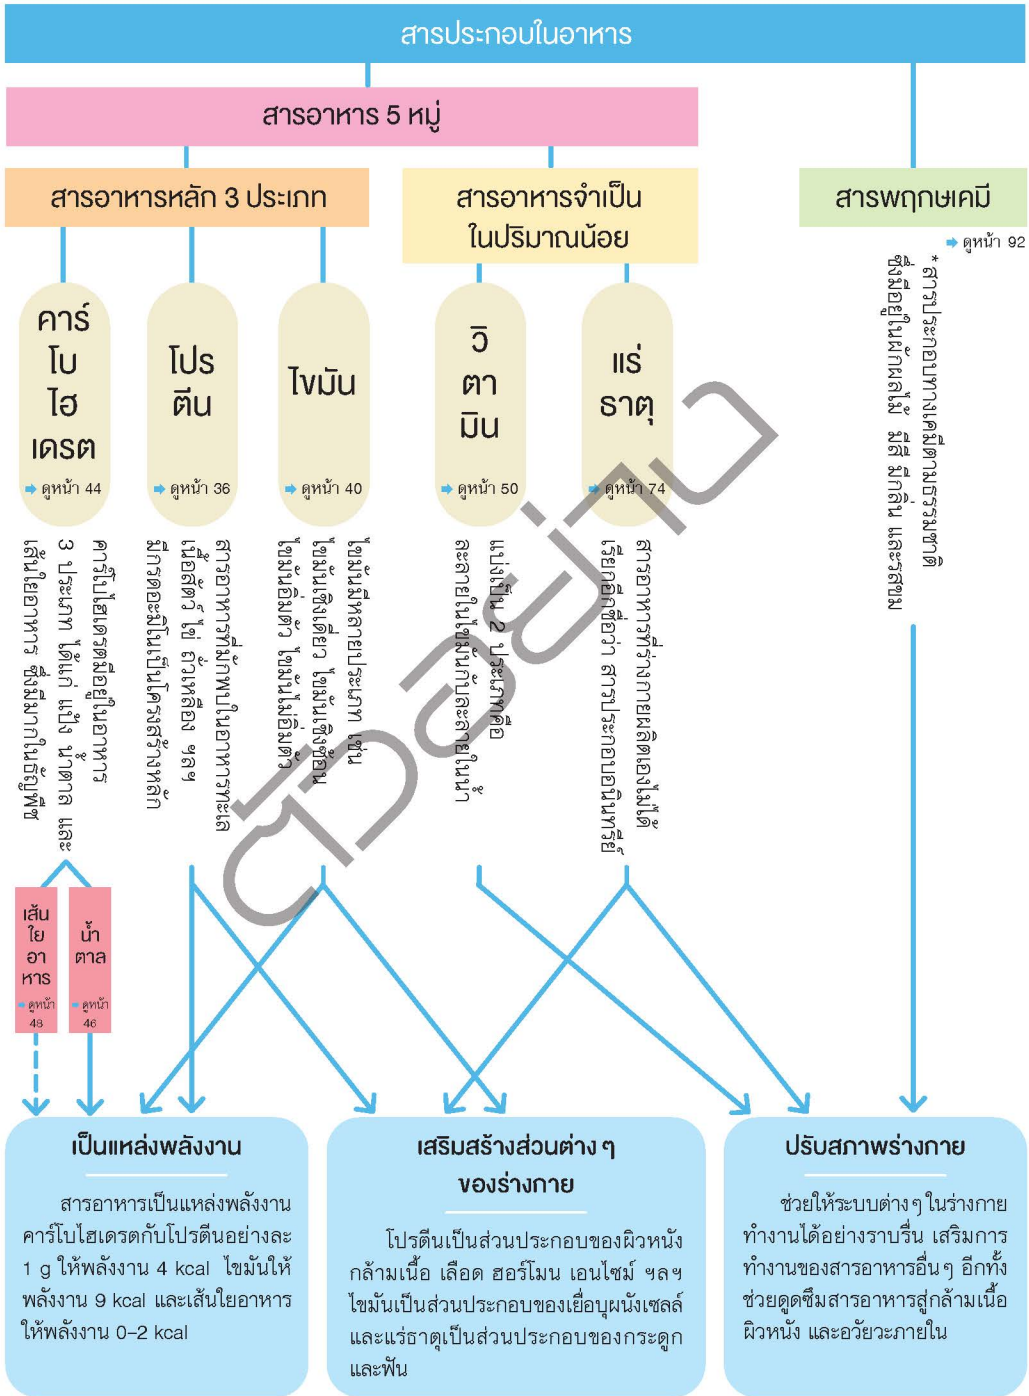 สารประกอบในอาหาร
สารอาหาร 5 หมู่
สารอาหารหลัก 3 ประเภท
สารอาหารจำเป็น
ในปริมาณน้อย
สารพฤกษเคมี
➡ ดูหน้า 92
* สารประกอบทางเคมีตามธรรมชาติ
ซึ่งมีอยู่ในผักผลไม้ มีสี มีกลิ่น และรสขม
คาร์
โบ
ไฮ
เดรต
➡ ดูหน้า 44
โปร
ตีน
➡ ดูหน้า 36
ไขมัน
➡ ดูหน้า 40
วิ
ตา
มิน
➡ ดูหน้า 50
แร่
ธาตุ
➡ ดูหน้า 74
คาร์โบไฮเดรตมีอยู่ในอาหาร
3 ประเภท ได้แก่ แป้ง น้ำตาล และ
เส้นใยอาหาร ซึ่งมีมากในธัญพืช
สารอาหารที่มักพบในอาหารทะเล
เนื้อสัตว์ ไข่ ถั่วเหลือง ฯลฯ
มีกรดอะมิโนเป็นโครงสร้างหลัก
ไขมันมีหลายประเภท เช่น
ไขมันเชิงเดี่ยว ไขมันเชิงซ้อน
ไขมันอิ่มตัว ไขมันไม่อิ่มตัว
แบ่งเป็น 2 ประเภทคือ
ละลายในไขมันกับละลายในน้ำ
สารอาหารที่ร่างกายผลิตเองไม่ได้
เรียกอีกชื่อว่า สารประกอบอนินทรีย์
ตัวอย่าง
เส้น
ใย
อา
หาร
➡ ดูหน้า
48
น้ำ
ตาล
➡ ดูหน้า
46
เป็นแหล่งพลังงาน
สารอาหารเป็นแหล่งพลังงาน
คาร์โบไฮเดรตกับโปรตีนอย่างละ
1 g ให้พลังงาน 4 kcal ไขมันให้
พลังงาน 9 kcal และเส้นใยอาหาร
ให้พลังงาน 0–2 kcal
เสริมสร้างส่วนต่าง ๆ
ของร่างกาย
โปรตีนเป็นส่วนประกอบของผิวหนัง
กล้ามเนื้อ เลือด ฮอร์โมน เอนไซม์ ฯลฯ
ไขมันเป็นส่วนประกอบของเยื่อบุผนังเซลล์
และแร่ธาตุเป็นส่วนประกอบของกระดูก
และฟัน
ปรับสภาพร่างกาย
ช่วยให้ระบบต่าง ๆ ในร่างกาย
ทำงานได้อย่างราบรื่น เสริมการ
ทำงานของสารอาหารอื่น ๆ อีกทั้ง
ช่วยดูดซึมสารอาหารสู่กล้ามเนื้อ
ผิวหนัง และอวัยวะภายใน